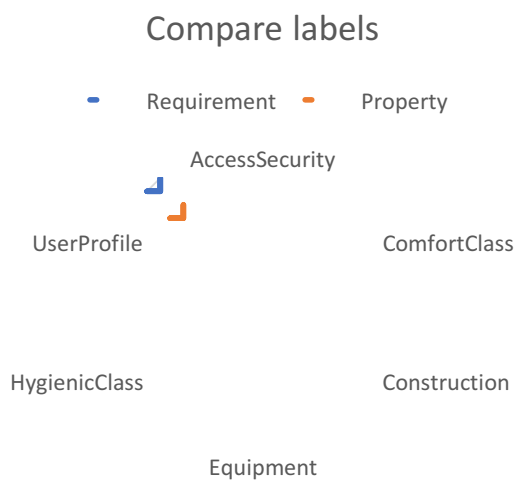 Compare labels
Requirement Property
AccessSecurity
UserProfile ComfortClass
HygienicClass Construction
Equipment